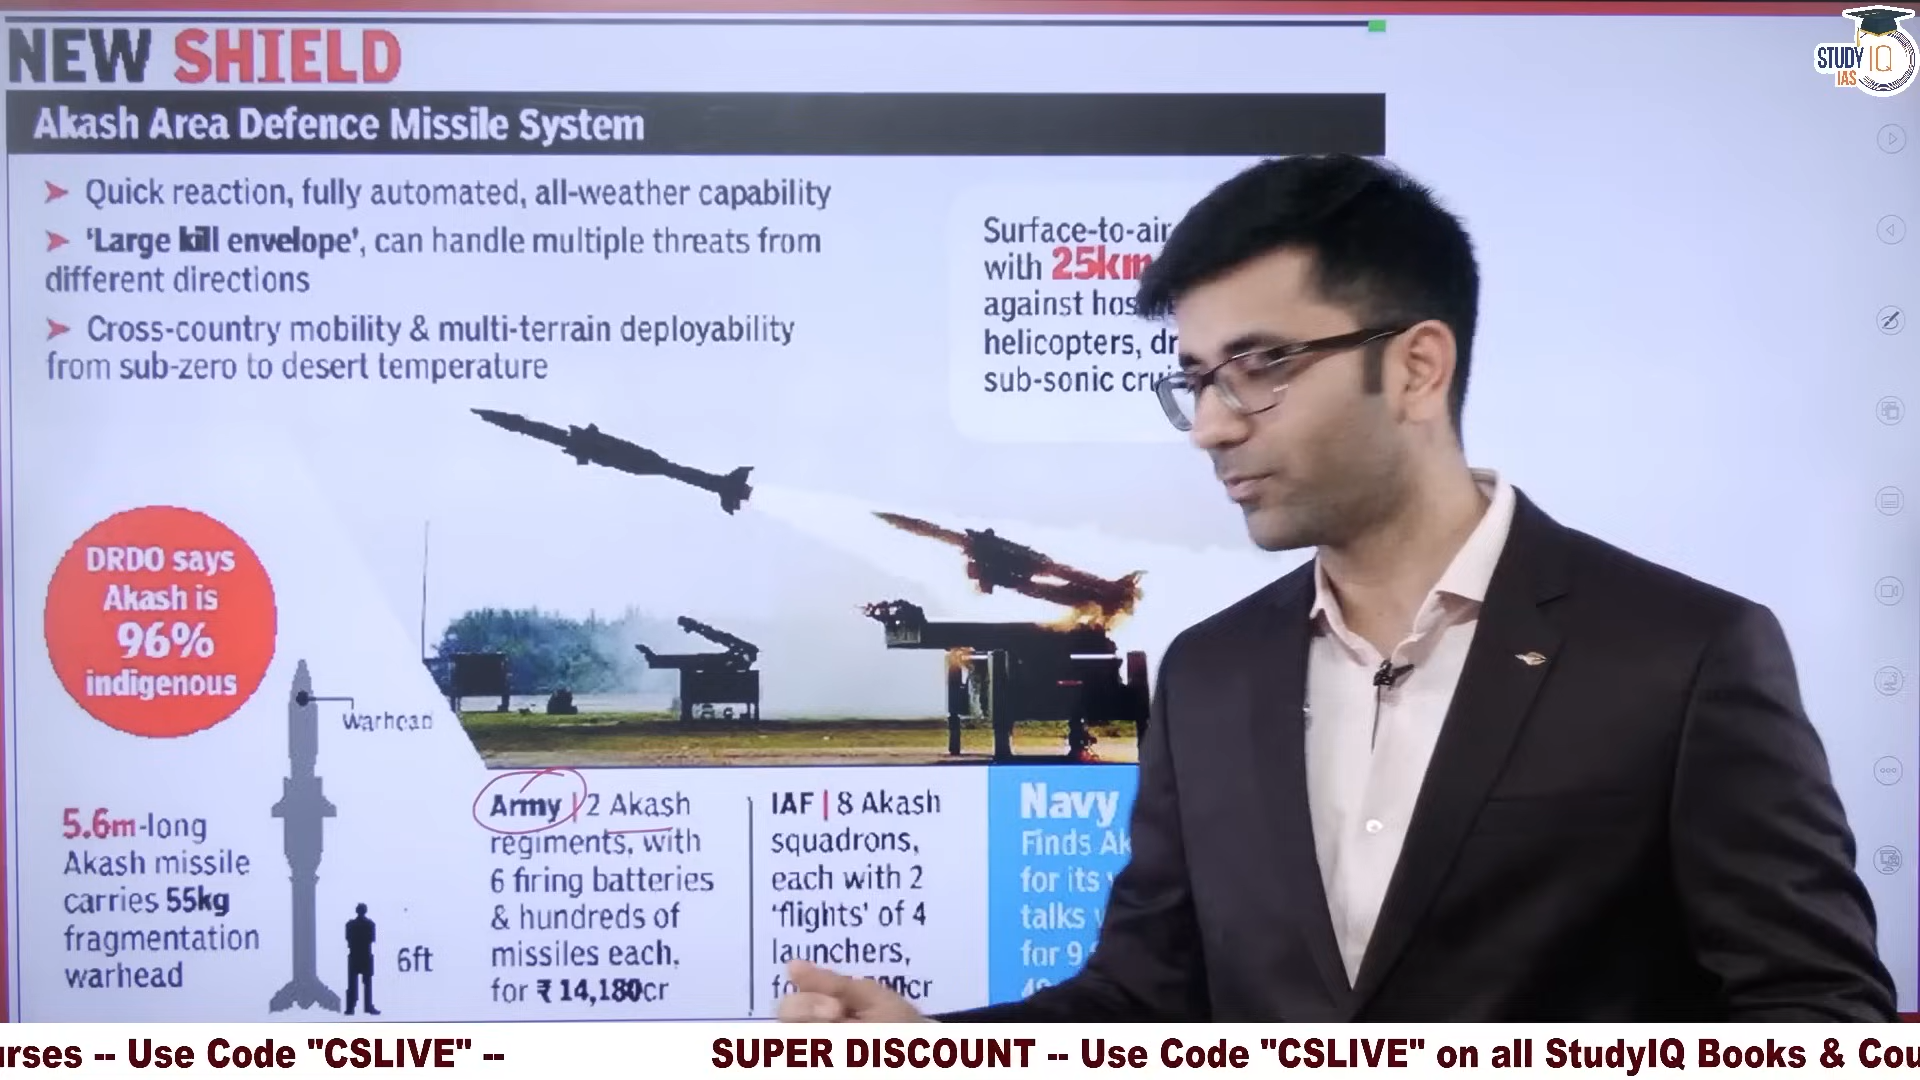 NEW SHIELD
STUDY IQ
IAS
Akash Area Defence Missile System
➤ Quick reaction, fully automated, all-weather capability
➤ ‘Large kill envelope’, can handle multiple threats from
different directions
➤ Cross-country mobility & multi-terrain deployability
from sub-zero to desert temperature
Surface-to-air
with 25km
against
helicopters,
sub-sonic
DRDO says
Akash is
96%
indigenous
Warhead
5.6m-long
Akash missile
carries 55kg
fragmentation
warhead
6ft
Army | 2 Akash
regiments, with
6 firing batteries
& hundreds of
missiles each,
for ₹ 14,180cr
IAF | 8 Akash
squadrons,
each with 2
‘flights’ of 4
launchers,
Navy
Finds
for its
talks
for
urses -- Use Code "CSLIVE" -- SUPER DISCOUNT -- Use Code "CSLIVE" on all StudyIQ Books & Cou